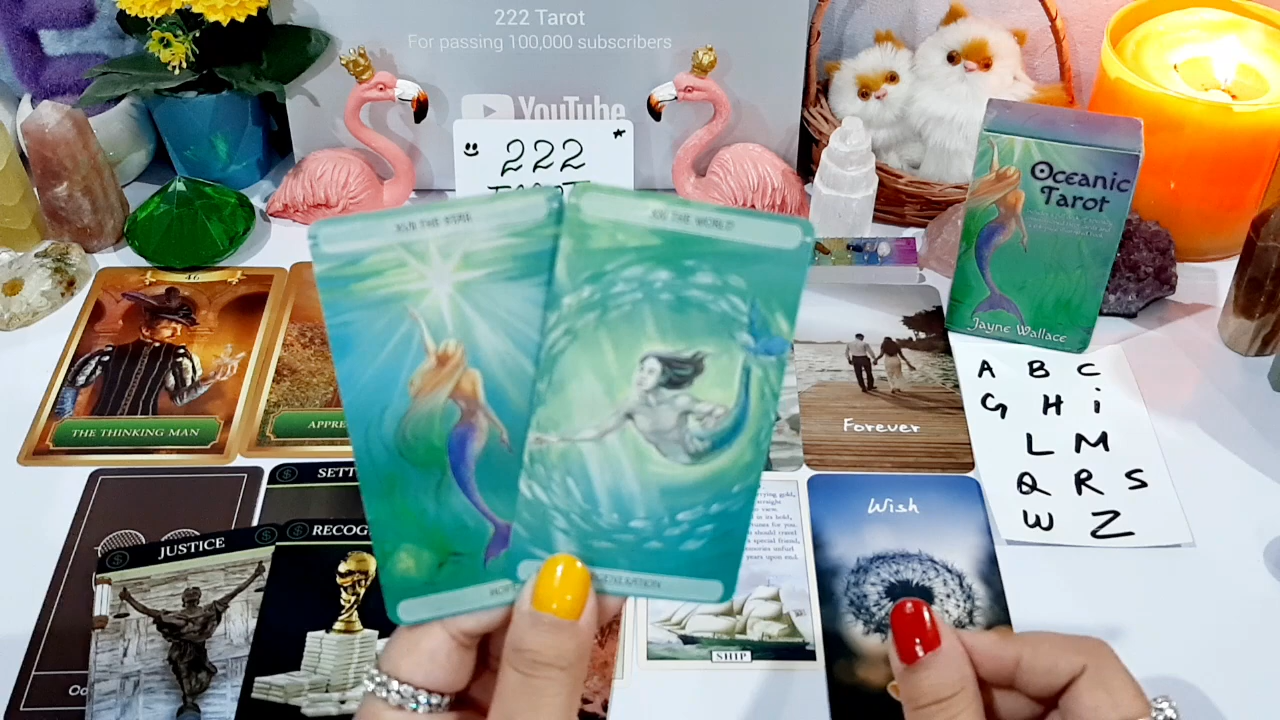 222 Tarot
For passing 100,000 subscribers
YouTube
222
TAROT
XVII THE STAR
XXI THE WORLD
Oceanic
Tarot
Jayne Wallace
46
THE THINKING MAN
APPRE
Forever
A B C
G H i
L M
Q R S
W Z
SETT
JUSTICE
RECOG
Wish
SHIP